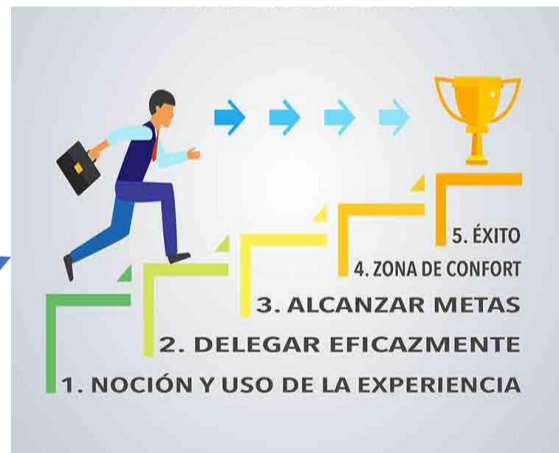 5. ÉXITO
4. ZONA DE CONFORT
3. ALCANZAR METAS
2. DELEGAR EFICAZMENTE
1. NOCIÓN Y USO DE LA EXPERIENCIA